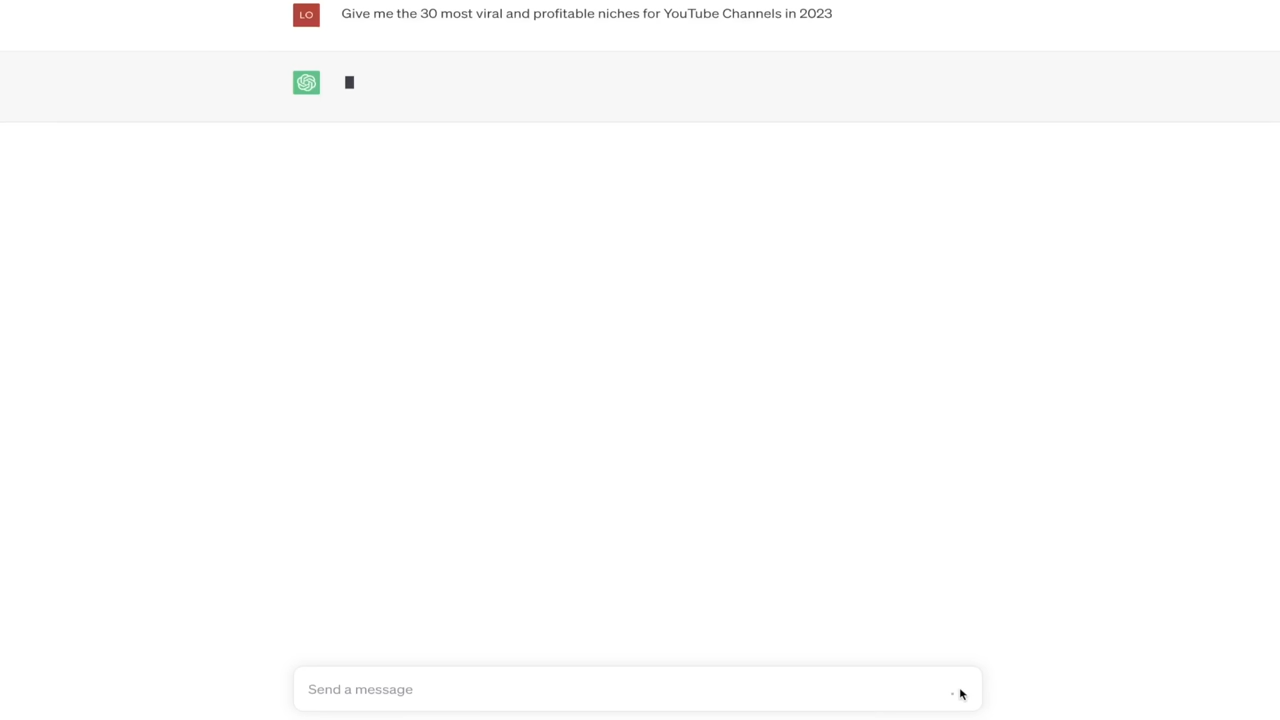 LO
Give me the 30 most viral and profitable niches for YouTube Channels in 2023
Send a message